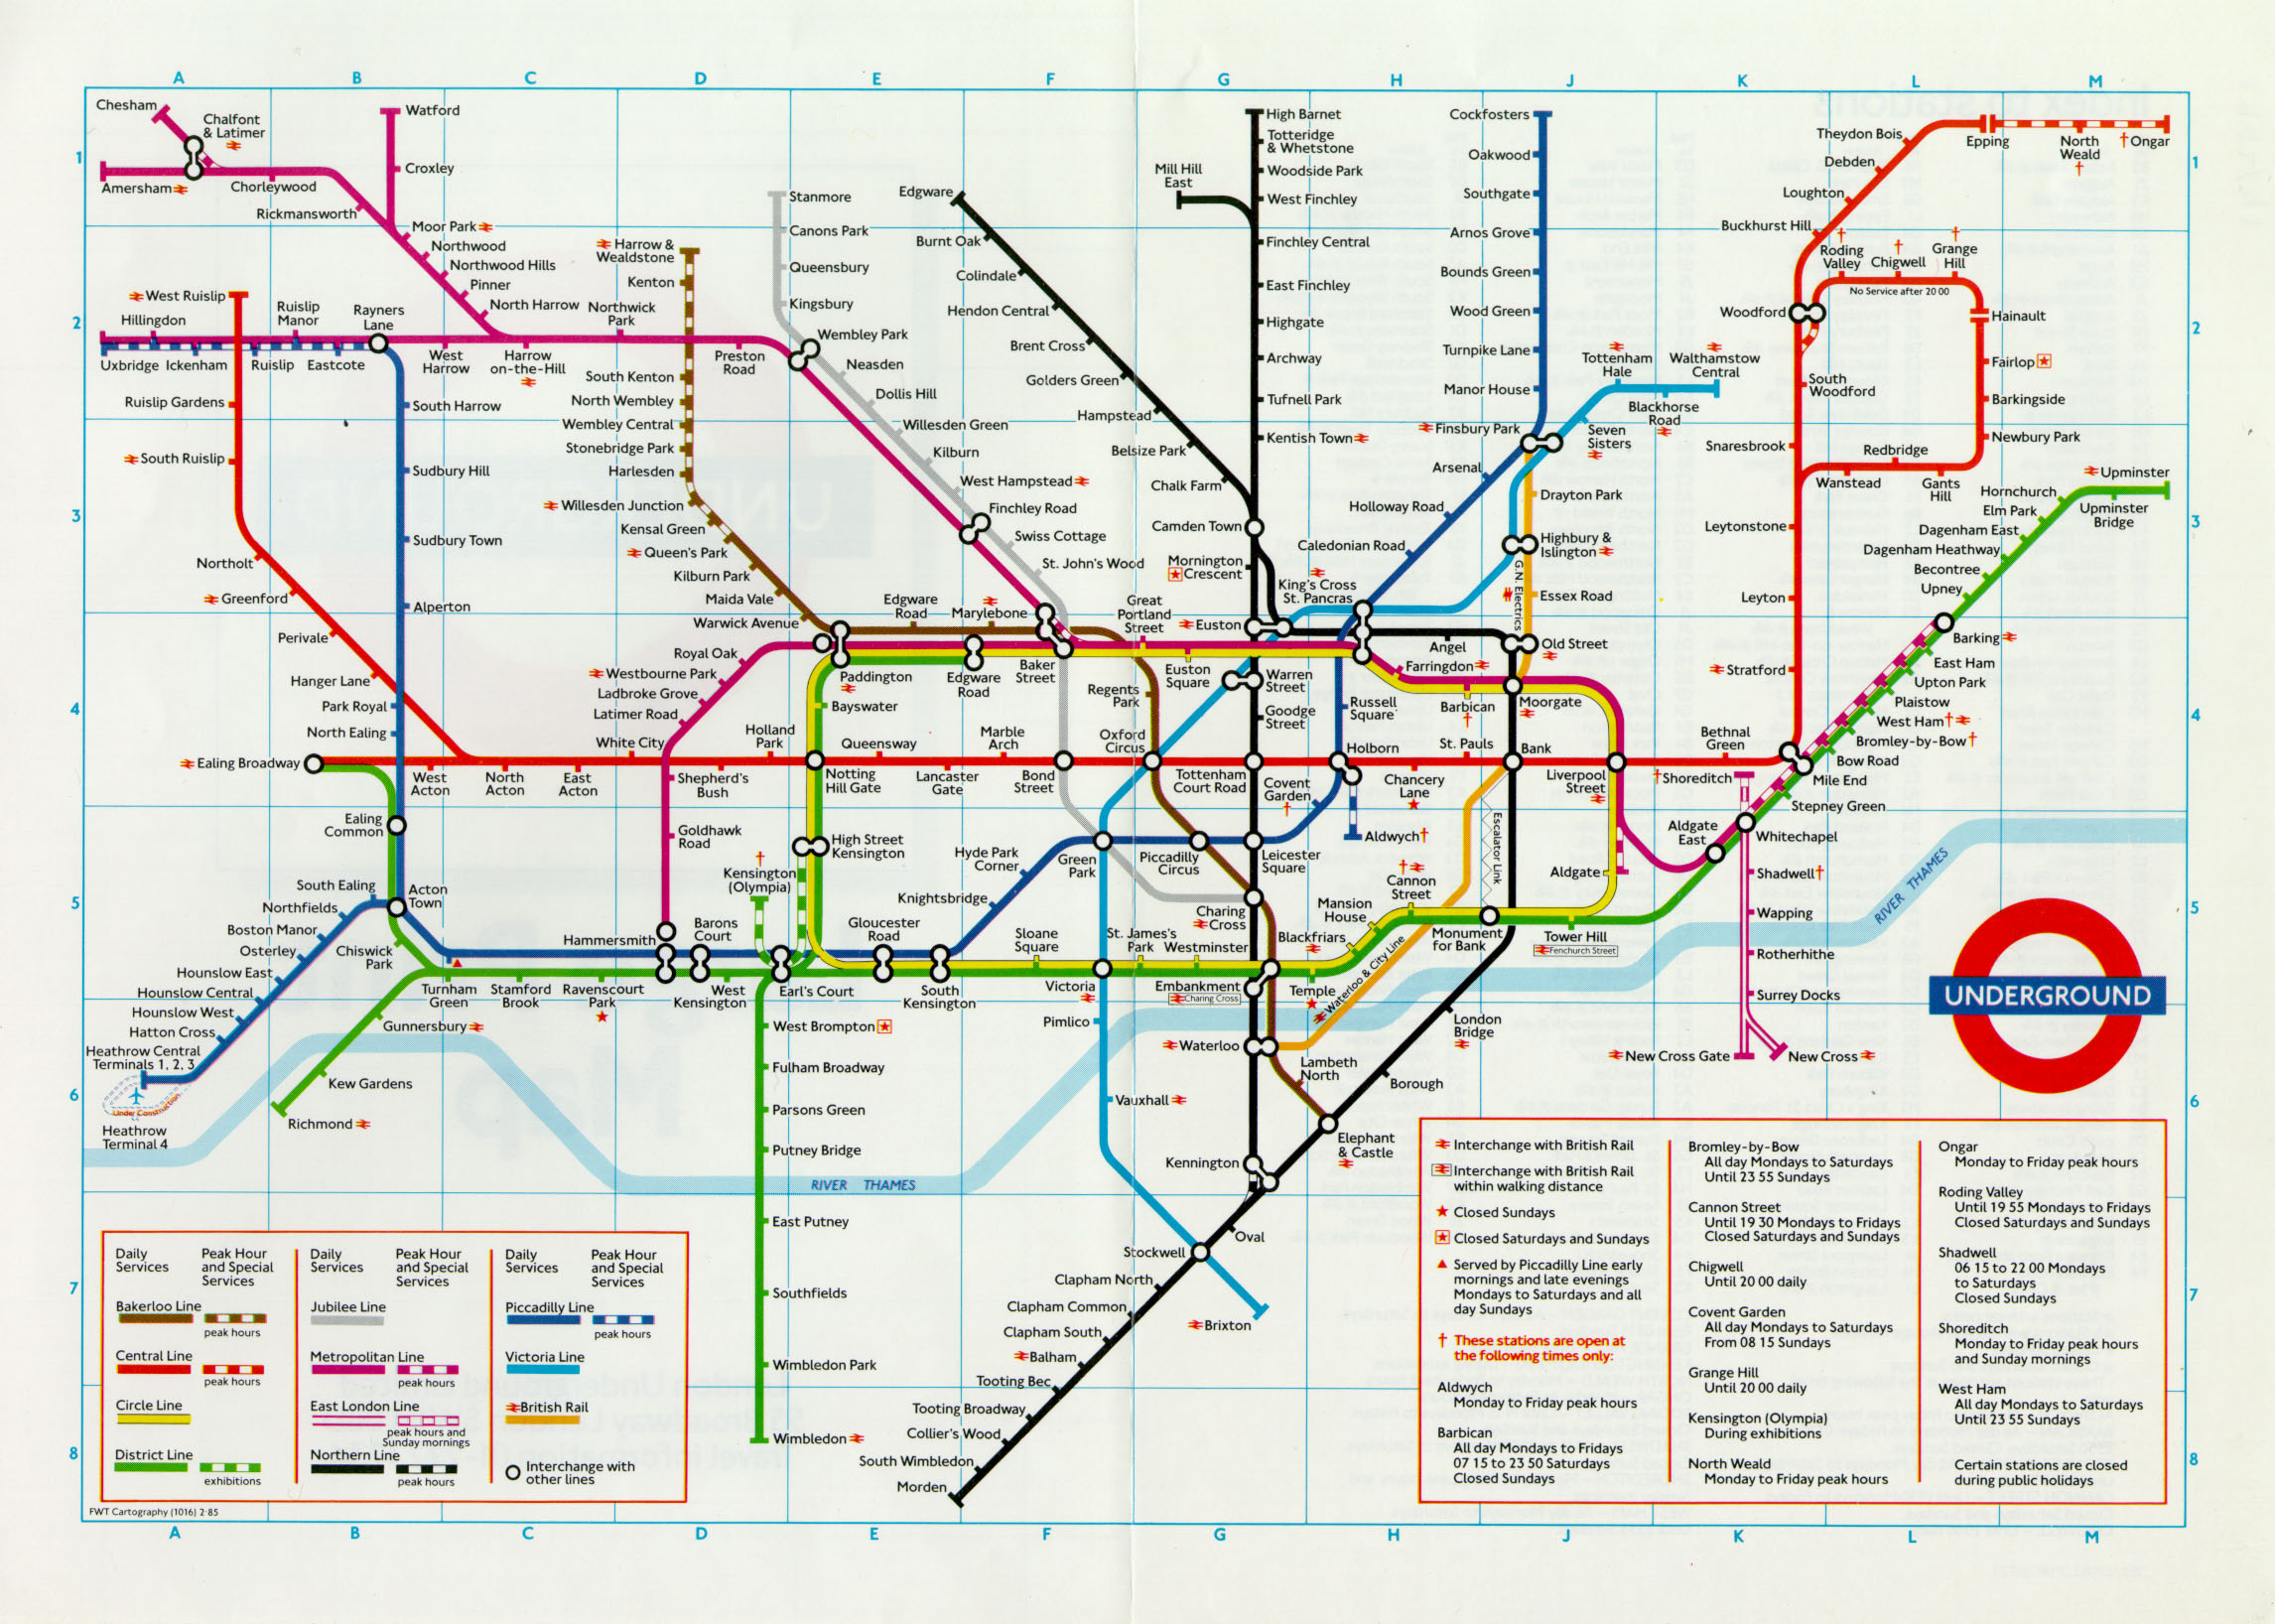 A B C D E F G H J K L M
Chesham
Chalfont
& Latimer
Amersham
Chorleywood
Rickmansworth
Watford
Croxley
Moor Park
Northwood
Northwood Hills
Pinner
North Harrow
Northwick
Park
West Ruislip
Hillingdon
Ruislip
Manor
Rayners
Lane
Uxbridge
Ickenham
Ruislip
Eastcote
West
Harrow
Harrow
on-the-Hill
Preston
Road
Ruislip Gardens
South Ruislip
Northolt
Greenford
Perivale
Hanger Lane
Park Royal
North Ealing
Ealing Broadway
South Harrow
Sudbury Hill
Sudbury Town
Alperton
Harrow &
Wealdstone
Kenton
South Kenton
North Wembley
Wembley Central
Stonebridge Park
Harlesden
Willesden Junction
Kensal Green
Queen's Park
Kilburn Park
Maida Vale
Warwick Avenue
Royal Oak
Westbourne Park
Ladbroke Grove
Latimer Road
Stanmore
Canons Park
Queensbury
Kingsbury
Wembley Park
Neasden
Dollis Hill
Willesden Green
Kilburn
West Hampstead
Finchley Road
Swiss Cottage
St. John's Wood
Edgware
Burnt Oak
Colindale
Hendon Central
Brent Cross
Golders Green
Hampstead
Belsize Park
Chalk Farm
Camden Town
Mornington
Crescent
Mill Hill
East
High Barnet
Totteridge
& Whetstone
Woodside Park
West Finchley
Finchley Central
East Finchley
Highgate
Archway
Tufnell Park
Kentish Town
Cockfosters
Oakwood
Southgate
Arnos Grove
Bounds Green
Wood Green
Turnpike Lane
Manor House
Finsbury Park
Arsenal
Holloway Road
Caledonian Road
King's Cross
St. Pancras
Tottenham
Hale
Walthamstow
Central
Blackhorse
Road
Seven
Sisters
Drayton Park
Highbury &
Islington
G.N. Electrics
Essex Road
Old Street
Theydon Bois
Debden
Loughton
Buckhurst Hill
Epping
North
Weald
†
†Ongar
†
Roding
Valley
†
Chigwell
†
Grange
Hill
No Service after 20 00
Woodford
Hainault
Fairlop
Barkingside
Newbury Park
South
Woodford
Snaresbrook
Redbridge
Wanstead
Gants
Hill
Leytonstone
Leyton
Stratford
Upminster
Hornchurch
Upminster
Bridge
Elm Park
Dagenham East
Dagenham Heathway
Becontree
Upney
Barking
East Ham
Upton Park
Plaistow
West Ham†
Bromley-by-Bow†
Bow Road
Mile End
Stepney Green
Whitechapel
Edgware
Road
Marylebone
Great
Portland
Street
Euston
Paddington
Edgware
Road
Baker
Street
Euston
Square
Warren
Street
Angel
Farringdon
Barbican
†
Moorgate
Bayswater
Regents
Park
Goodge
Street
Russell
Square
White City
Holland
Park
Queensway
Marble
Arch
Oxford
Circus
Holborn
St. Pauls
Bank
Bethnal
Green
West
Acton
North
Acton
East
Acton
Shepherd's
Bush
Notting
Hill Gate
Lancaster
Gate
Bond
Street
Tottenham
Court Road
Covent
Garden
†
Chancery
Lane
Liverpool
Street
†Shoreditch
Ealing
Common
Goldhawk
Road
†
Kensington
(Olympia)
High Street
Kensington
Hyde Park
Corner
Green
Park
Piccadilly
Circus
Leicester
Square
Aldwych†
Escalator Link
Aldgate
East
South Ealing
Acton
Town
Northfields
Boston Manor
Osterley
Hounslow East
Hounslow Central
Hounslow West
Hatton Cross
Heathrow Central
Terminals 1, 2, 3
Under Construction
Heathrow
Terminal 4
Chiswick
Park
Turnham
Green
Stamford
Brook
Ravenscourt
Park
Gunnersbury
Kew Gardens
Richmond
Hammersmith
Barons
Court
West
Kensington
Earl's Court
Gloucester
Road
South
Kensington
Knightsbridge
Sloane
Square
St. James's
Park
Westminster
Victoria
Charing
Cross
Embankment
Charing Cross
Blackfriars
Temple
Mansion
House
†
Cannon
Street
Aldgate
Monument
for Bank
Tower Hill
Fenchurch Street
Waterloo & City Line
Shadwell†
Wapping
Rotherhithe
Surrey Docks
New Cross Gate
New Cross
RIVER THAMES
UNDERGROUND
West Brompton
Fulham Broadway
Parsons Green
Putney Bridge
East Putney
Southfields
Wimbledon Park
Wimbledon
RIVER THAMES
Pimlico
Vauxhall
Waterloo
Lambeth
North
London
Bridge
Borough
Elephant
& Castle
Kennington
Oval
Stockwell
Brixton
Clapham North
Clapham Common
Clapham South
Balham
Tooting Bec
Tooting Broadway
Collier's Wood
South Wimbledon
Morden
Daily
Services
Peak Hour
and Special
Services
Bakerloo Line
peak hours
Central Line
peak hours
Circle Line
District Line
exhibitions
Daily
Services
Peak Hour
and Special
Services
Jubilee Line
Metropolitan Line
peak hours
East London Line
peak hours and
Sunday mornings
Northern Line
peak hours
Daily
Services
Peak Hour
and Special
Services
Piccadilly Line
peak hours
Victoria Line
British Rail
Interchange with
other lines
Interchange with British Rail
Interchange with British Rail
within walking distance
Closed Sundays
Closed Saturdays and Sundays
Served by Piccadilly Line early
mornings and late evenings
Mondays to Saturdays and all
day Sundays
† These stations are open at
the following times only:
Aldwych
Monday to Friday peak hours
Barbican
All day Mondays to Fridays
07 15 to 23 50 Saturdays
Closed Sundays
Bromley-by-Bow
All day Mondays to Saturdays
Until 23 55 Sundays
Cannon Street
Until 19 30 Mondays to Fridays
Closed Saturdays and Sundays
Chigwell
Until 20 00 daily
Covent Garden
All day Mondays to Saturdays
From 08 15 Sundays
Grange Hill
Until 20 00 daily
Kensington (Olympia)
During exhibitions
North Weald
Monday to Friday peak hours
Ongar
Monday to Friday peak hours
Roding Valley
Until 19 55 Mondays to Fridays
Closed Saturdays and Sundays
Shadwell
06 15 to 22 00 Mondays
to Saturdays
Closed Sundays
Shoreditch
Monday to Friday peak hours
and Sunday mornings
West Ham
All day Mondays to Saturdays
Until 23 55 Sundays
Certain stations are closed
during public holidays
FWT Cartography (1016) 2·85
1 1
2 2
3 3
4 4
5 5
6 6
7 7
8 8
A B C D E F G H J K L M